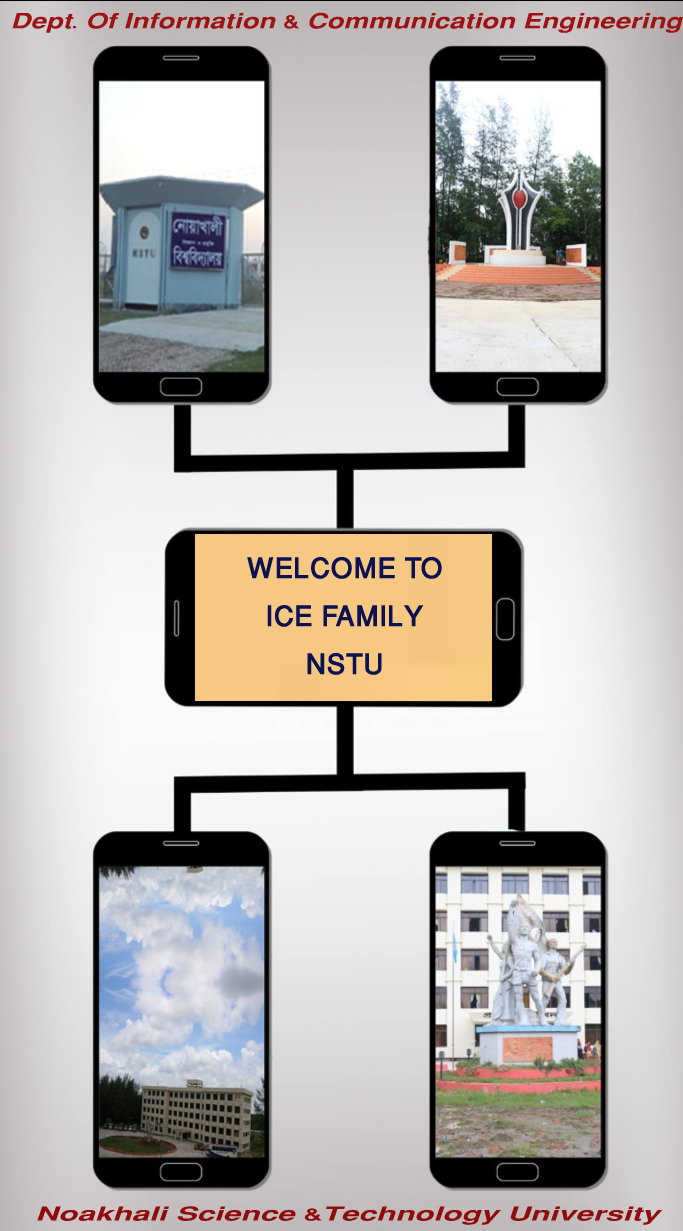 Dept. Of Information & Communication Engineering
নোয়াখালী
বিজ্ঞান ও প্রযুক্তি
বিশ্ববিদ্যালয়
NSTU
WELCOME TO
ICE FAMILY
NSTU
Noakhali Science &Technology University